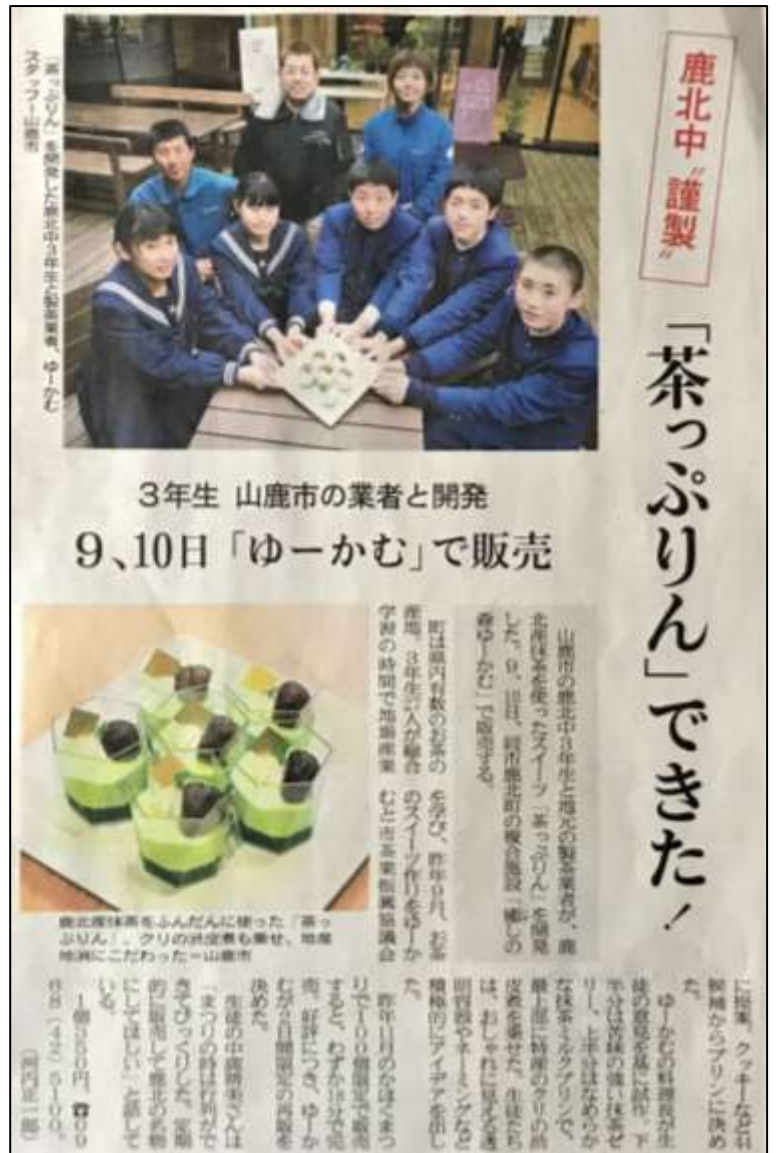 鹿北中“謹製”
「茶っぷりん」できた!
「茶っぷりん」を開発した鹿北中3年生と製茶業者、ゆーかむ
スタッフ=山鹿市
3年生 山鹿市の業者と開発
9、10日「ゆーかむ」で販売
山鹿市の鹿北中3年生と地元の製茶業者が、鹿
北産抹茶を使ったスイーツ「茶っぷりん」を開発
した。9、10日、同市鹿北町の複合施設「癒しの
森ゆーかむ」で販売する。
町は県内有数のお茶の
産地。3年生 人が総合
学習の時間で地場産業
を学び、昨年9月、お茶
のスイーツ作りをゆーか
むと市茶業振興協議会
鹿北産抹茶をふんだんに使った「茶っ
ぷりん」。クリの渋皮煮も乗せ、地産
地消にこだわった=山鹿市
に提案。クッキーなど
候補からプリンに決め
た。
ゆーかむの料理長が生
徒の意見を基に試作。下
半分は苦味の強い抹茶ゼ
リー、上半分はなめらか
な抹茶ミルクプリンで、
最上部に特産のクリの渋
皮煮を乗せた。生徒たち
は、おしゃれに見える透
明容器やネーミングなど
積極的にアイデアを出し
た。
昨年11月のかほくまつ
りで100個限定で販売
すると、わずか 分で完
売。好評につき、ゆーか
むが2日間限定の再販を
決めた。
生徒の さんは
「まつりの時は行列がで
きてびっくりした。定期
的に販売して鹿北の名物
にしてほしい」と話して
いる。
1個 円。☎09
68(42)5100。
(河内正一郎)